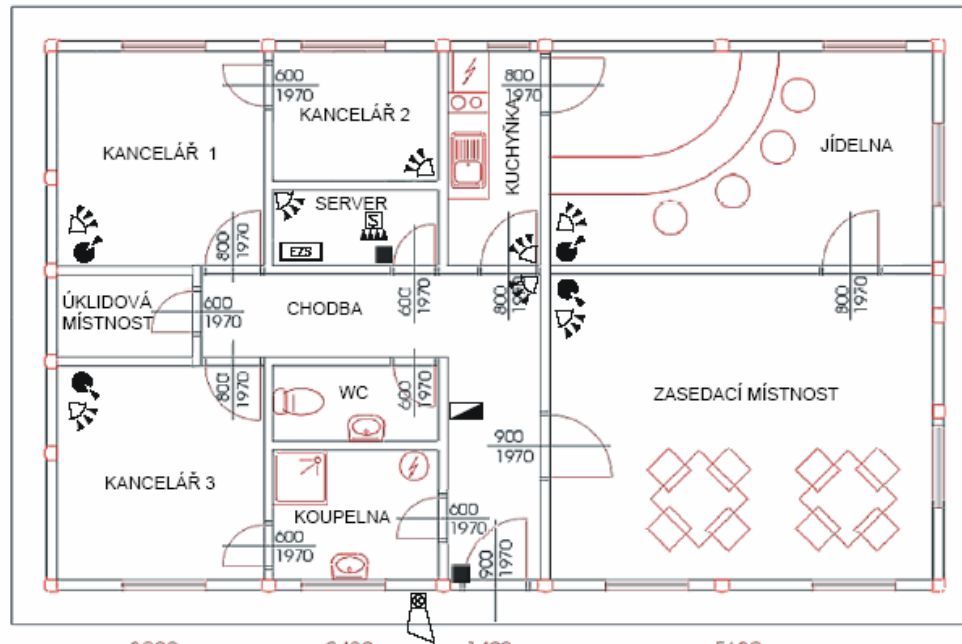 600
1970
KANCELÁŘ 2
KANCELÁŘ 1
KUCHYŇKA
800
1970
JÍDELNA
SERVER
S
EZS
800
1970
600
1970
800
800
1970
ÚKLIDOVÁ
MÍSTNOST
600
1970
CHODBA
800
1970
WC
600
1970
ZASEDACÍ MÍSTNOST
900
1970
KANCELÁŘ 3
KOUPELNA
600
1970
600
1970
900
1970